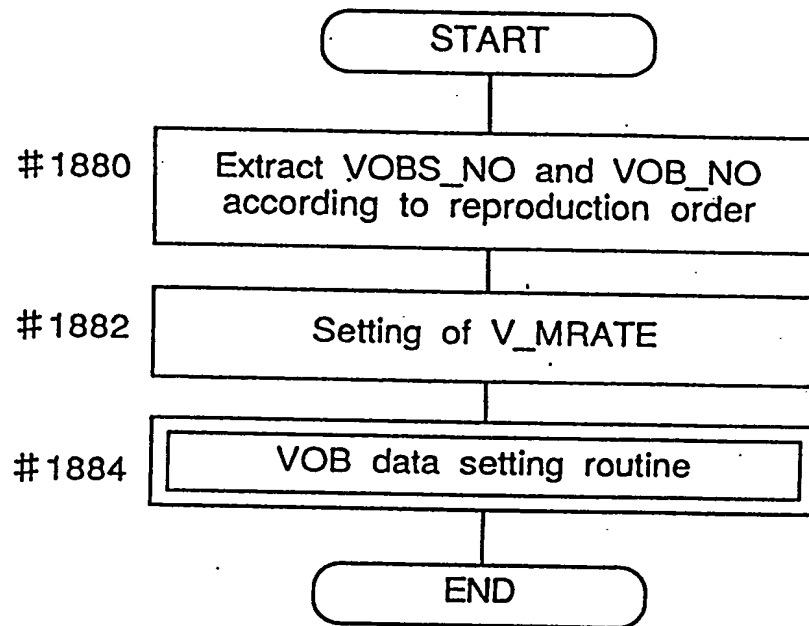 START
#1880
Extract VOBS_NO and VOB_NO
according to reproduction order
#1882
Setting of V_MRATE
#1884
VOB data setting routine
END